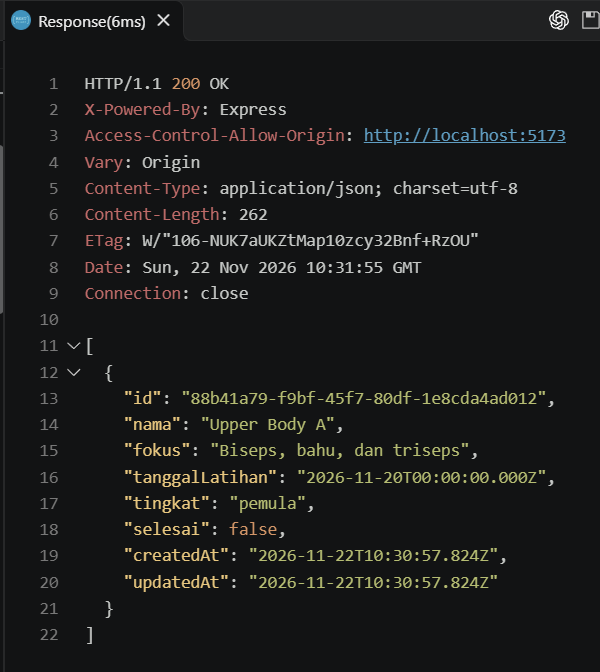 Response(6ms)
1 HTTP/1.1 200 OK
2 X-Powered-By: Express
3 Access-Control-Allow-Origin: http://localhost:5173
4 Vary: Origin
5 Content-Type: application/json; charset=utf-8
6 Content-Length: 262
7 ETag: W/"106-NUK7aUKZtMap10zcy32Bnf+RzOU"
8 Date: Sun, 22 Nov 2026 10:31:55 GMT
9 Connection: close
10
11 [
12 {
13 "id": "88b41a79-f9bf-45f7-80df-1e8cda4ad012",
14 "nama": "Upper Body A",
15 "fokus": "Biseps, bahu, dan triseps",
16 "tanggalLatihan": "2026-11-20T00:00:00.000Z",
17 "tingkat": "pemula",
18 "selesai": false,
19 "createdAt": "2026-11-22T10:30:57.824Z",
20 "updatedAt": "2026-11-22T10:30:57.824Z"
21 }
22 ]